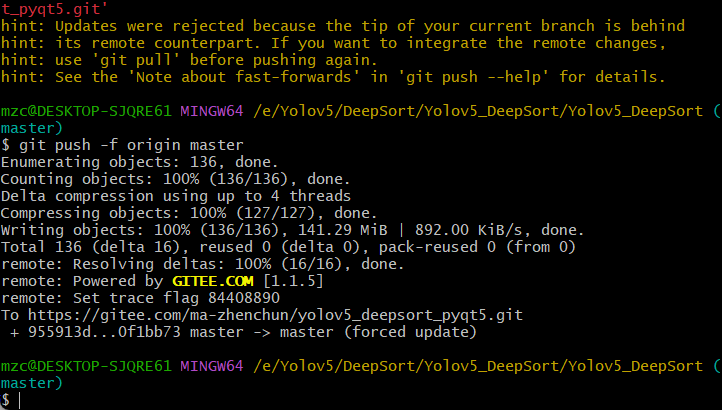 t_pyqt5.git'
hint: Updates were rejected because the tip of your current branch is behind
hint: its remote counterpart. If you want to integrate the remote changes,
hint: use 'git pull' before pushing again.
hint: See the 'Note about fast-forwards' in 'git push --help' for details.
mzc@DESKTOP-SJQRE61 MINGW64 /e/Yolov5/DeepSort/Yolov5_DeepSort/Yolov5_DeepSort (
master)
$ git push -f origin master
Enumerating objects: 136, done.
Counting objects: 100% (136/136), done.
Delta compression using up to 4 threads
Compressing objects: 100% (127/127), done.
Writing objects: 100% (136/136), 141.29 MiB | 892.00 KiB/s, done.
Total 136 (delta 16), reused 0 (delta 0), pack-reused 0 (from 0)
remote: Resolving deltas: 100% (16/16), done.
remote: Powered by GITEE.COM [1.1.5]
remote: Set trace flag 84408890
To https://gitee.com/ma-zhenchun/yolov5_deepsort_pyqt5.git
 + 955913d...0f1bb73 master -> master (forced update)
mzc@DESKTOP-SJQRE61 MINGW64 /e/Yolov5/DeepSort/Yolov5_DeepSort/Yolov5_DeepSort (
master)
$